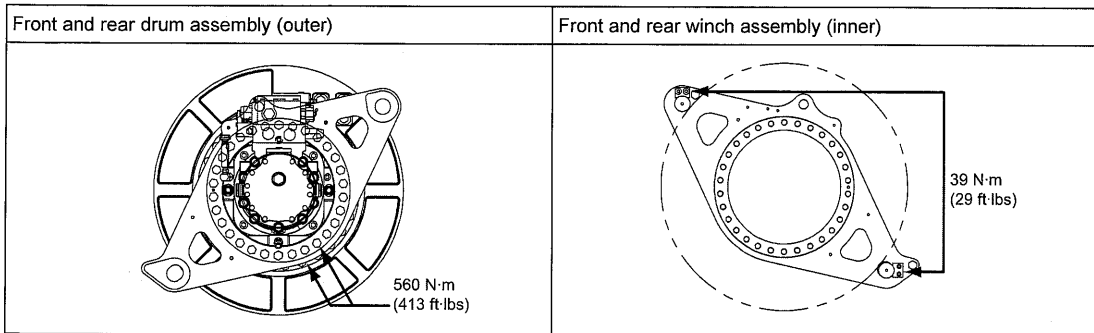 Front and rear drum assembly (outer)
Front and rear winch assembly (inner)
560 N·m
(413 ft·lbs)
39 N·m
(29 ft·lbs)